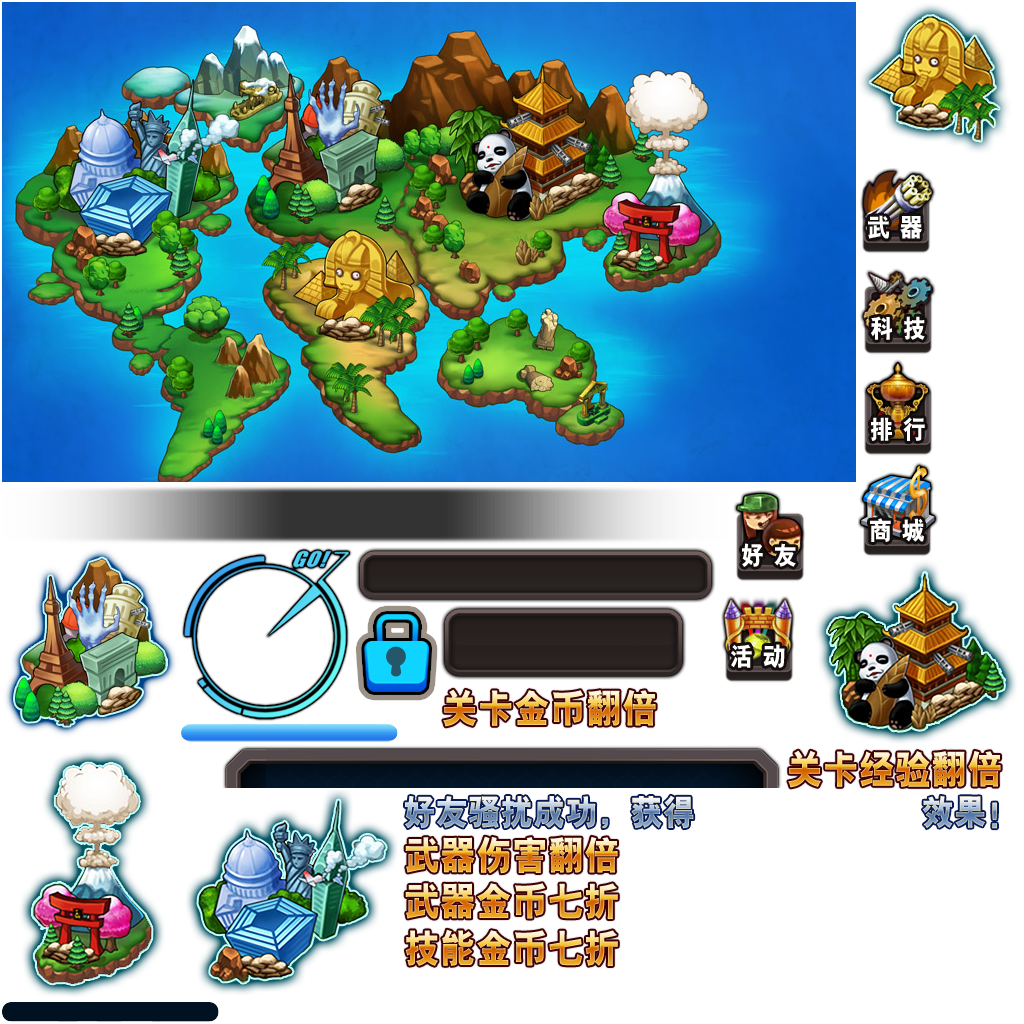 武器
科技
排行
商城
好友
GO!
活动
关卡金币翻倍
关卡经验翻倍
好友骚扰成功，获得
效果!
武器伤害翻倍
武器金币七折
技能金币七折